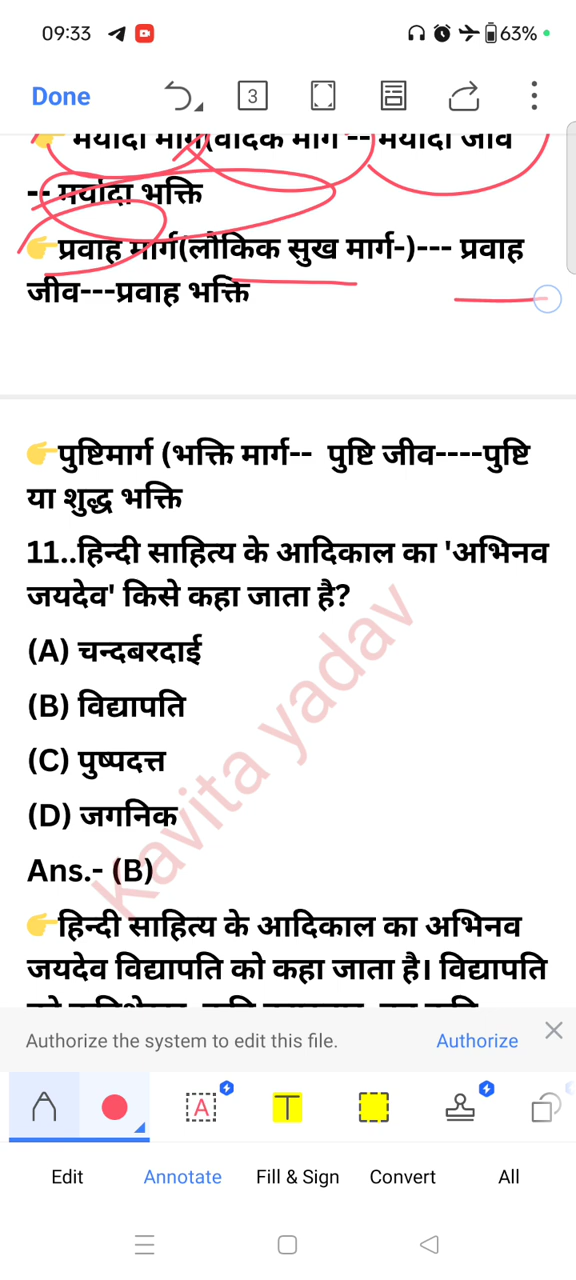 09:33
63%
Done
3
मर्यादा मार्ग(वैदिक मार्ग -- मर्यादा जीव
-- मर्यादा भक्ति
👉प्रवाह मार्ग(लौकिक सुख मार्ग-)--- प्रवाह
जीव---प्रवाह भक्ति
👉पुष्टिमार्ग (भक्ति मार्ग-- पुष्टि जीव----पुष्टि
या शुद्ध भक्ति
11..हिन्दी साहित्य के आदिकाल का 'अभिनव
जयदेव' किसे कहा जाता है?
(A) चन्दबरदाई
(B) विद्यापति
(C) पुष्पदत्त
(D) जगनिक
Ans.- (B)
Kavita yadav
👉हिन्दी साहित्य के आदिकाल का अभिनव
जयदेव विद्यापति को कहा जाता है। विद्यापति
Authorize the system to edit this file.
Authorize
A
T
Edit
Annotate
Fill & Sign
Convert
All